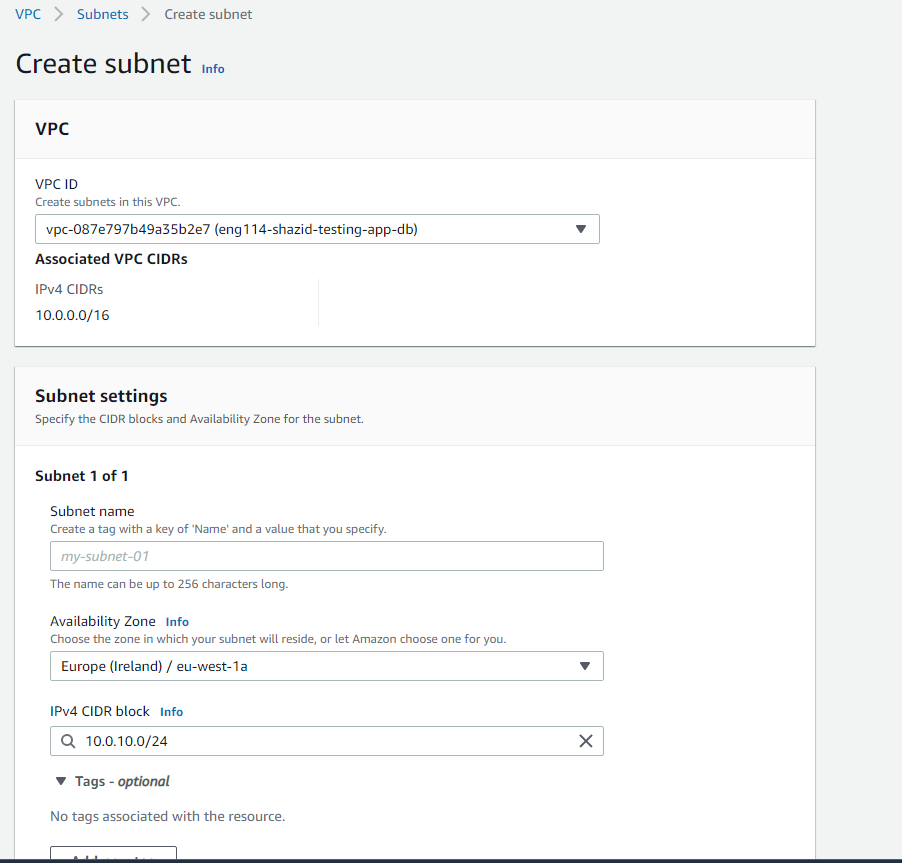 VPC > Subnets > Create subnet
Create subnet Info
VPC
VPC ID
Create subnets in this VPC.
vpc-087e797b49a35b2e7 (eng114-shazid-testing-app-db)
Associated VPC CIDRs
IPv4 CIDRs
10.0.0.0/16
Subnet settings
Specify the CIDR blocks and Availability Zone for the subnet.
Subnet 1 of 1
Subnet name
Create a tag with a key of 'Name' and a value that you specify.
my-subnet-01
The name can be up to 256 characters long.
Availability Zone Info
Choose the zone in which your subnet will reside, or let Amazon choose one for you.
Europe (Ireland) / eu-west-1a
IPv4 CIDR block Info
10.0.10.0/24
Tags - optional
No tags associated with the resource.